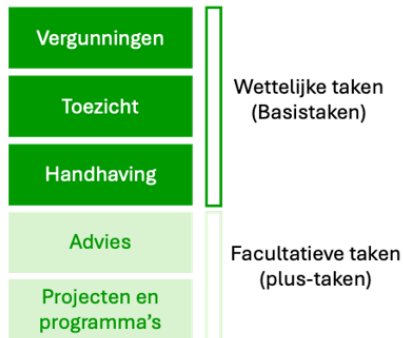 Vergunningen
Toezicht
Handhaving
Wettelijke taken
(Basistaken)
Advies
Projecten en
programma's
Facultatieve taken
(plus-taken)